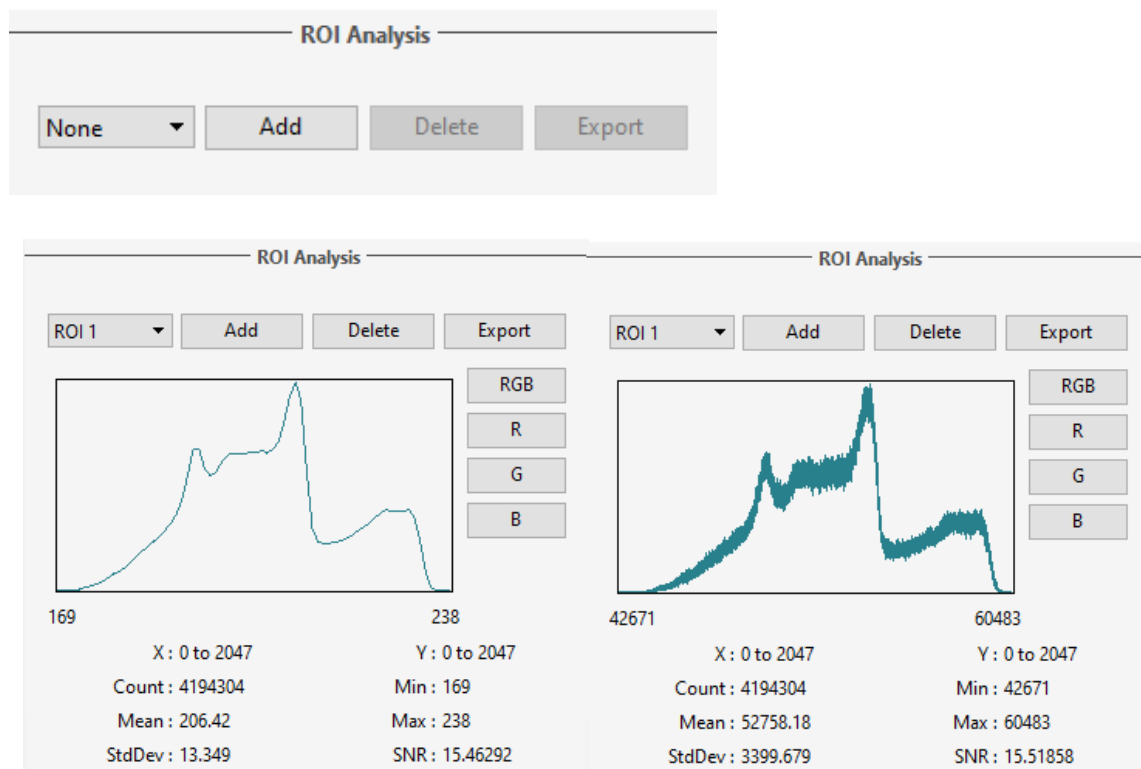 ROI Analysis
None Add Delete Export
ROI Analysis
ROI 1 Add Delete Export
RGB
R
G
B
169 238
X : 0 to 2047 Y : 0 to 2047
Count : 4194304 Min : 169
Mean : 206.42 Max : 238
StdDev : 13.349 SNR : 15.46292
ROI Analysis
ROI 1 Add Delete Export
RGB
R
G
B
42671 60483
X : 0 to 2047 Y : 0 to 2047
Count : 4194304 Min : 42671
Mean : 52758.18 Max : 60483
StdDev : 3399.679 SNR : 15.51858